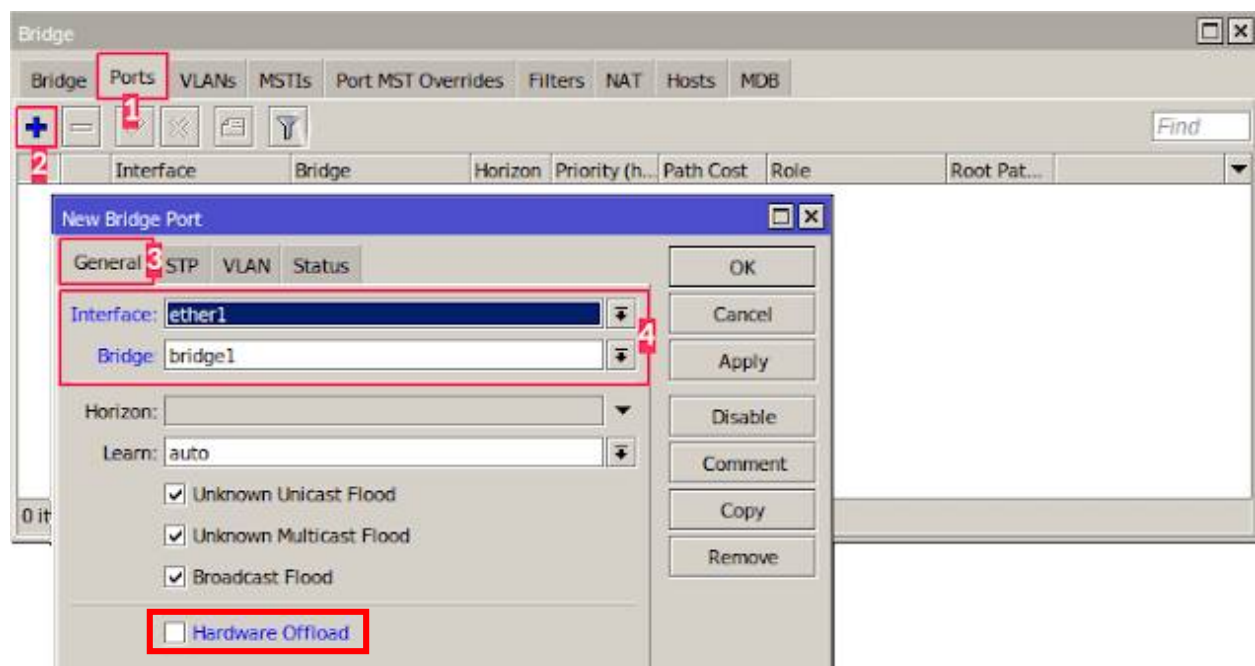 Bridge
Bridge Ports VLANs MSTIs Port MST Overrides Filters NAT Hosts MDB
1
Find
2
Interface Bridge Horizon Priority (h... Path Cost Role Root Pat...
New Bridge Port
General 3 STP VLAN Status
OK
Interface: ether1
Cancel
4
Bridge bridge1
Apply
Horizon:
Disable
Learn: auto
Comment
Unknown Unicast Flood
Copy
0 it
Unknown Multicast Flood
Remove
Broadcast Flood
Hardware Offload